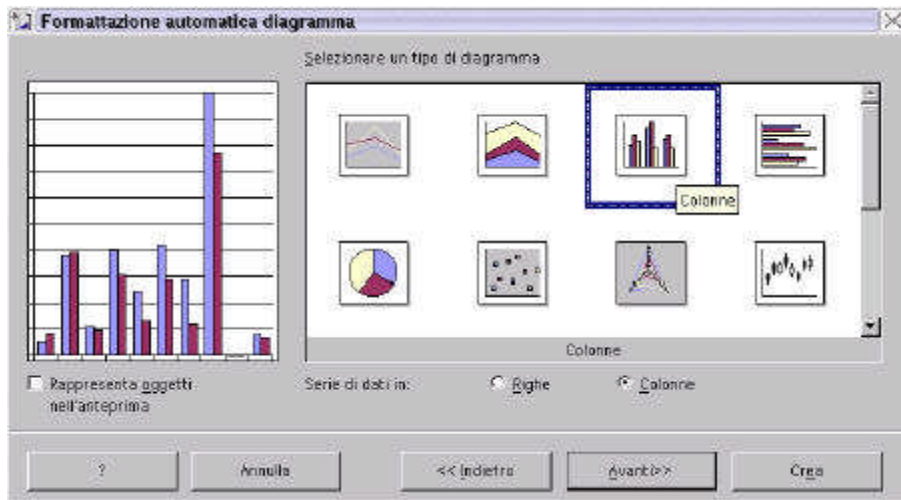 Formattazione automatica diagramma
Selezionare un tipo di diagramma
Colonne
Colonne
Rappresenta oggetti
nell'anteprima
Serie di dati in:
Righe
Colonne
?
Annulla
<< Indietro
Avanti>>
Crea